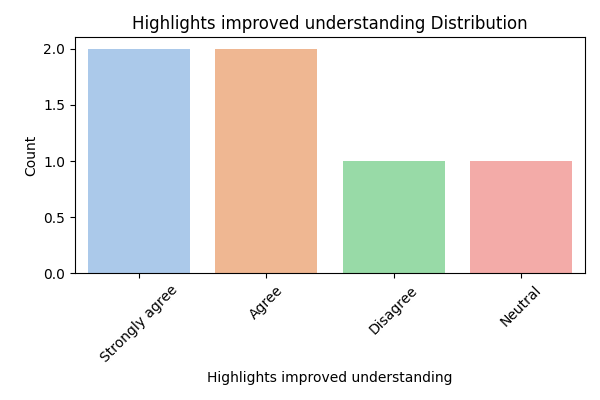 Highlights improved understanding Distribution
Count
2.0
1.5
1.0
0.5
0.0
Strongly agree
Agree
Disagree
Neutral
Highlights improved understanding